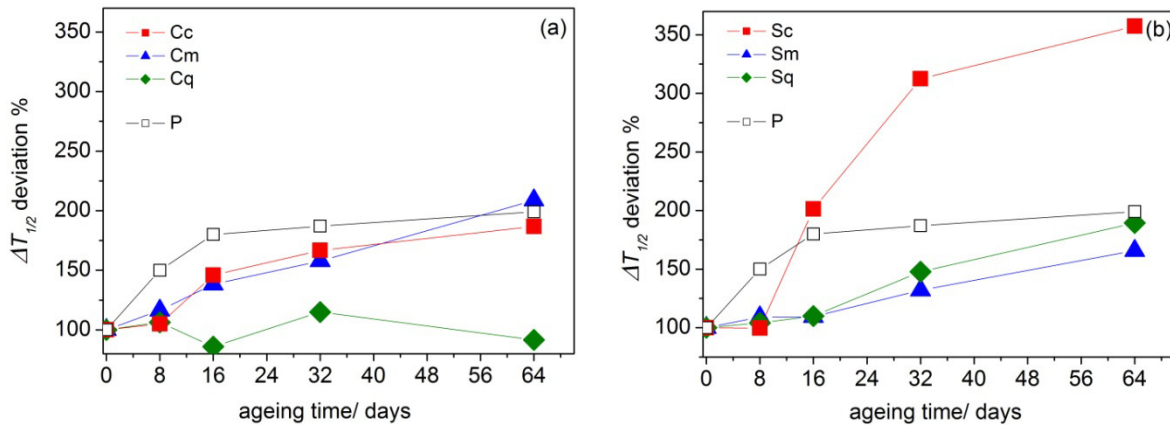 (a)
Cc
Cm
Cq
P
350
300
250
200
150
100
ΔT1/2 deviation %
0 8 16 24 32 40 48 56 64
ageing time/ days
(b)
Sc
Sm
Sq
P
350
300
250
200
150
100
ΔT1/2 deviation %
0 8 16 24 32 40 48 56 64
ageing time/ days